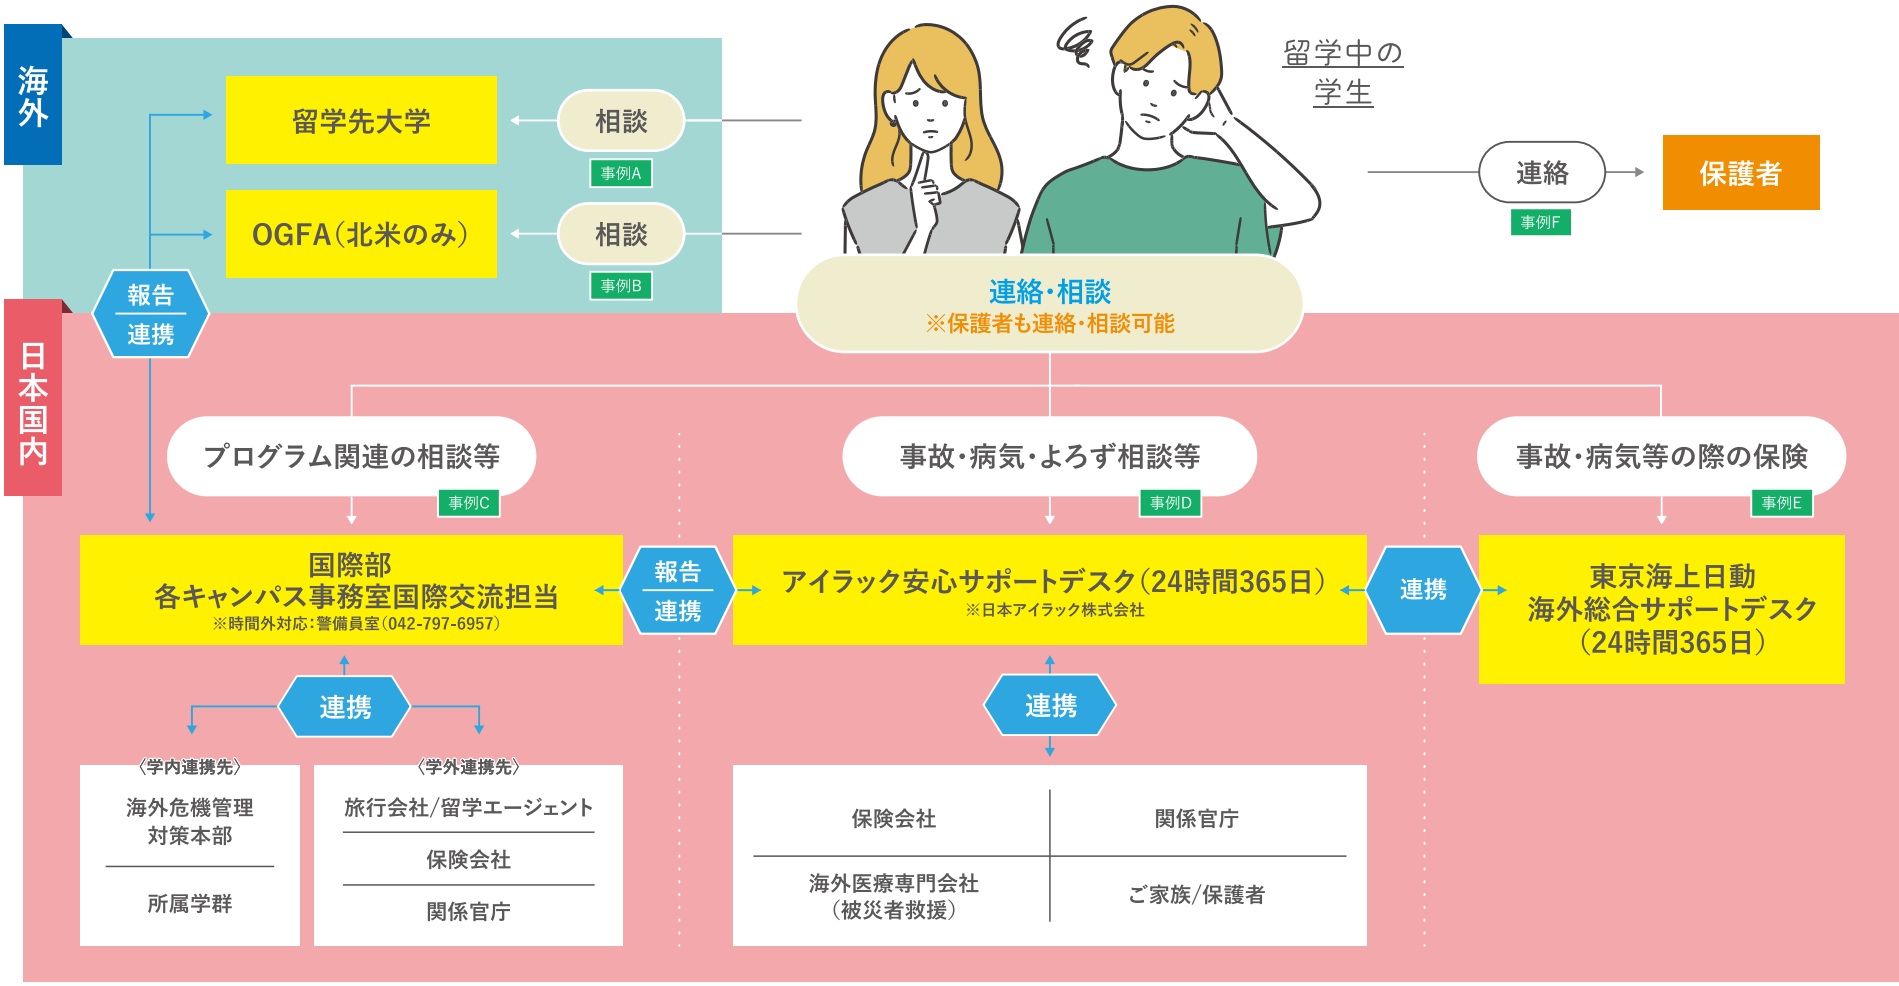 海外
留学先大学
相談
事例A
OGFA（北米のみ）
相談
事例B
留学中の
学生
連絡
事例F
保護者
報告
連携
連絡・相談
※保護者も連絡・相談可能
日本国内
プログラム関連の相談等
事例C
事故・病気・よろず相談等
事例D
事故・病気等の際の保険
事例E
国際部
各キャンパス事務室国際交流担当
※時間外対応：警備員室（042-797-6957）
報告
連携
アイラック安心サポートデスク（24時間365日）
※日本アイラック株式会社
連携
東京海上日動
海外総合サポートデスク
（24時間365日）
連携
連携
〈学内連携先〉
海外危機管理
対策本部
所属学群
〈学外連携先〉
旅行会社/留学エージェント
保険会社
関係官庁
保険会社
関係官庁
海外医療専門会社
（被災者救援）
ご家族/保護者